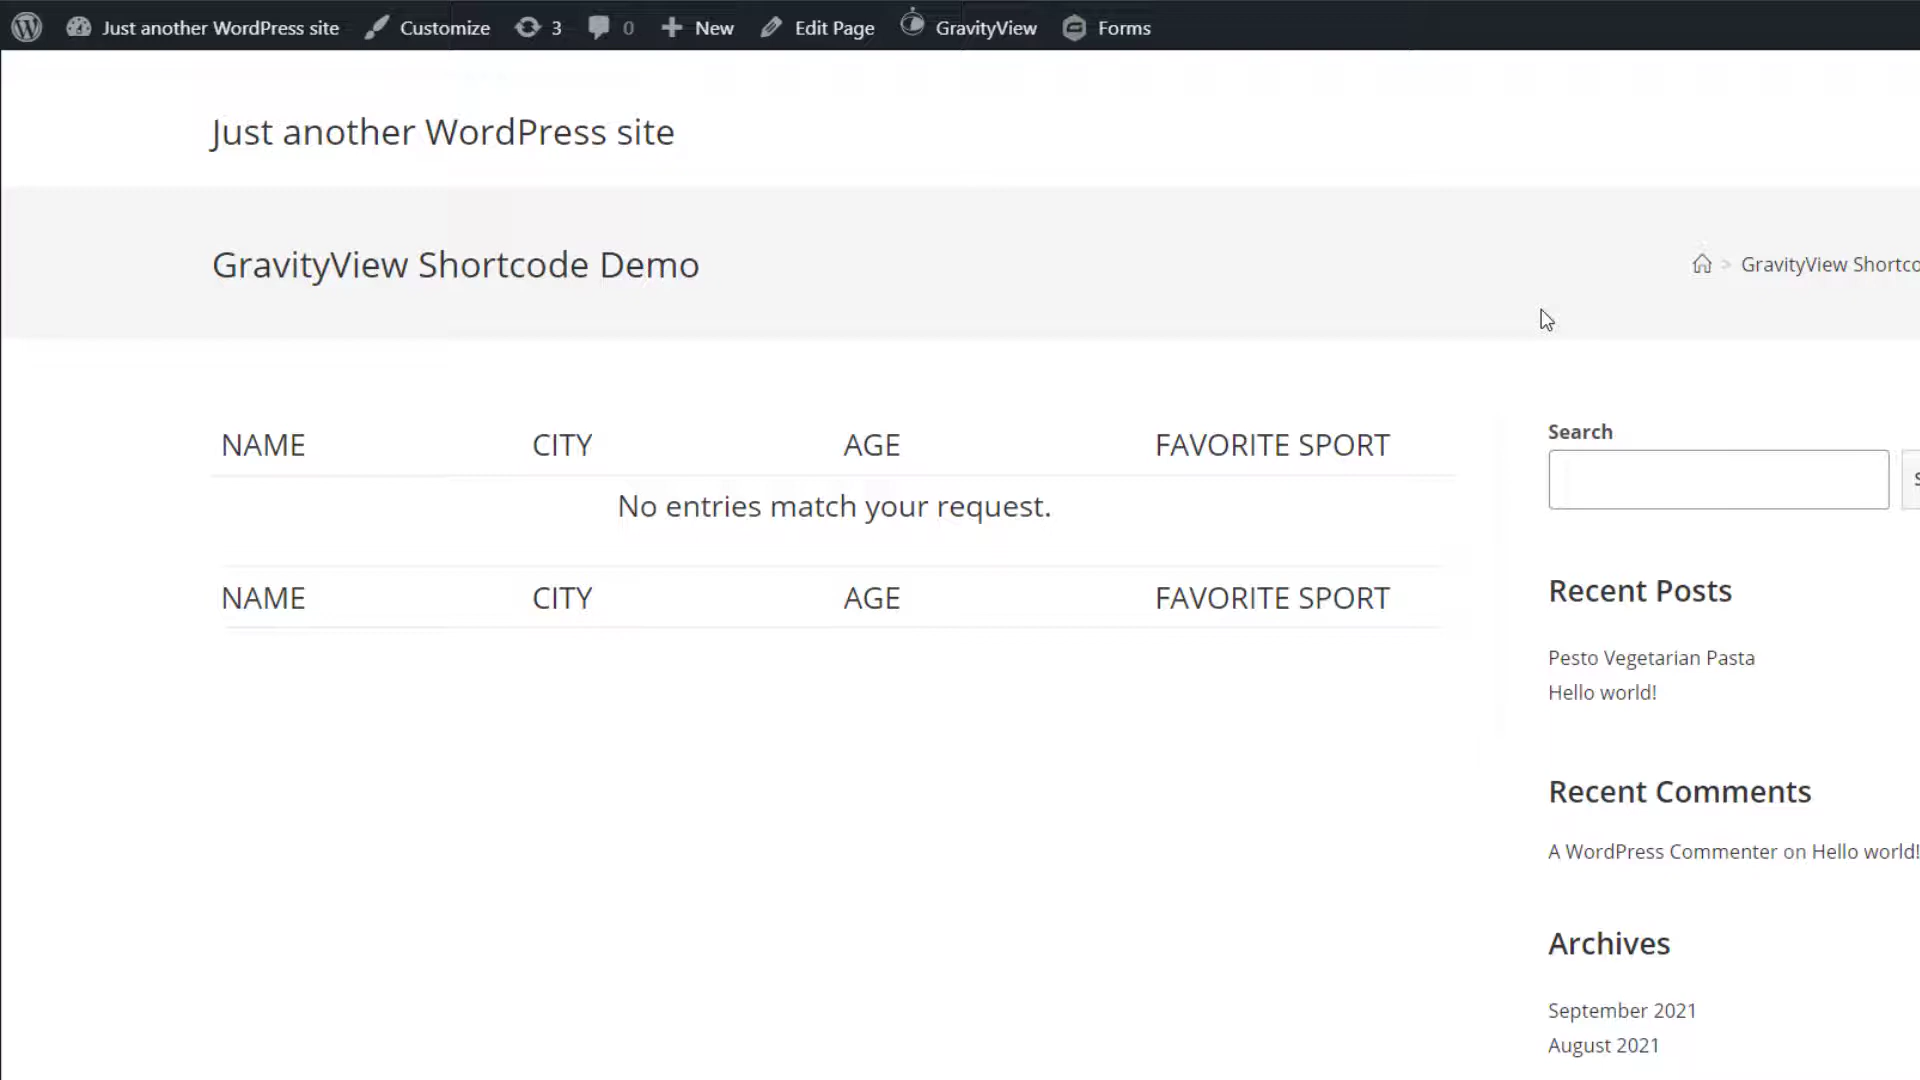 Just another WordPress site Customize 3 0 New Edit Page GravityView Forms
Just another WordPress site
GravityView Shortcode Demo
> GravityView Shortco
NAME CITY AGE FAVORITE SPORT
No entries match your request.
NAME CITY AGE FAVORITE SPORT
Search
Recent Posts
Pesto Vegetarian Pasta
Hello world!
Recent Comments
A WordPress Commenter on Hello world!
Archives
September 2021
August 2021